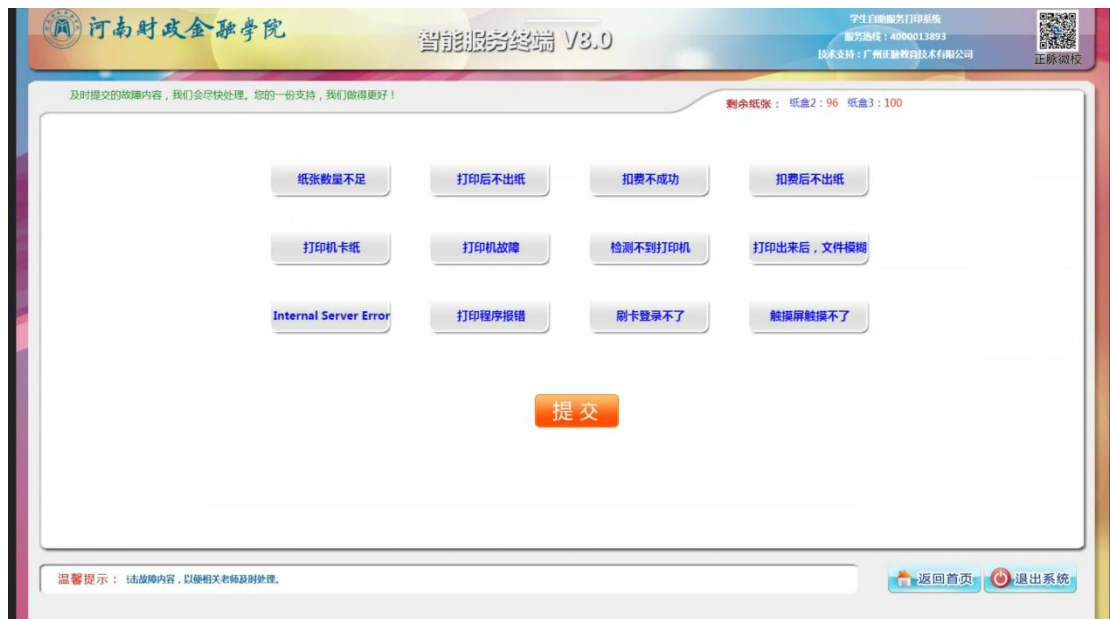 河南财政金融学院
智能服务终端 V8.0
学生自助服务打印系统
服务热线：4000013893
技术支持：广州正脉教育技术有限公司
正脉微校
及时提交的故障内容，我们会尽快处理。您的一份支持，我们做得更好！
剩余纸张： 纸盒2：96 纸盒3：100
纸张数量不足 打印后不出纸 扣费不成功 扣费后不出纸
打印机卡纸 打印机故障 检测不到打印机 打印出来后，文件模糊
Internal Server Error 打印程序报错 刷卡登录不了 触摸屏触摸不了
提 交
温馨提示： 击故障内容，以便相关老师及时处理。
返回首页 退出系统